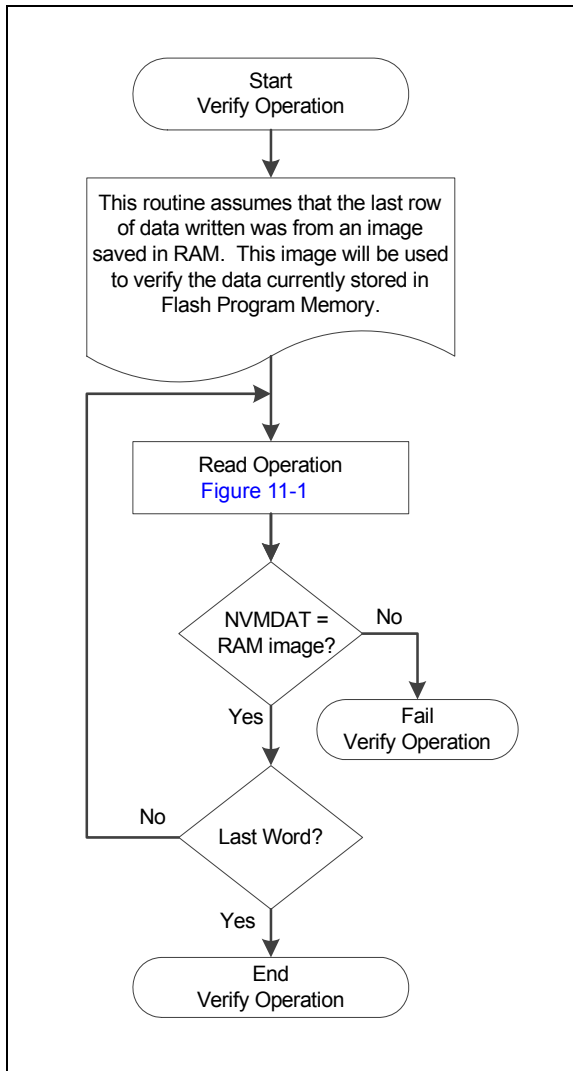 Start
Verify Operation
This routine assumes that the last row
of data written was from an image
saved in RAM. This image will be used
to verify the data currently stored in
Flash Program Memory.
Read Operation
Figure 11-1
NVMDAT =
RAM image?
No
Yes
Fail
Verify Operation
No
Last Word?
Yes
End
Verify Operation